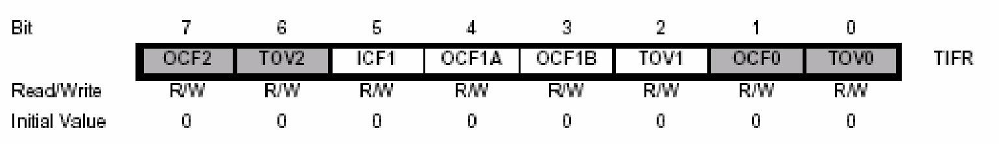 Bit 7 6 5 4 3 2 1 0
OCF2 TOV2 ICF1 OCF1A OCF1B TOV1 OCF0 TOV0 TIFR
Read/Write R/W R/W R/W R/W R/W R/W R/W R/W
Initial Value 0 0 0 0 0 0 0 0